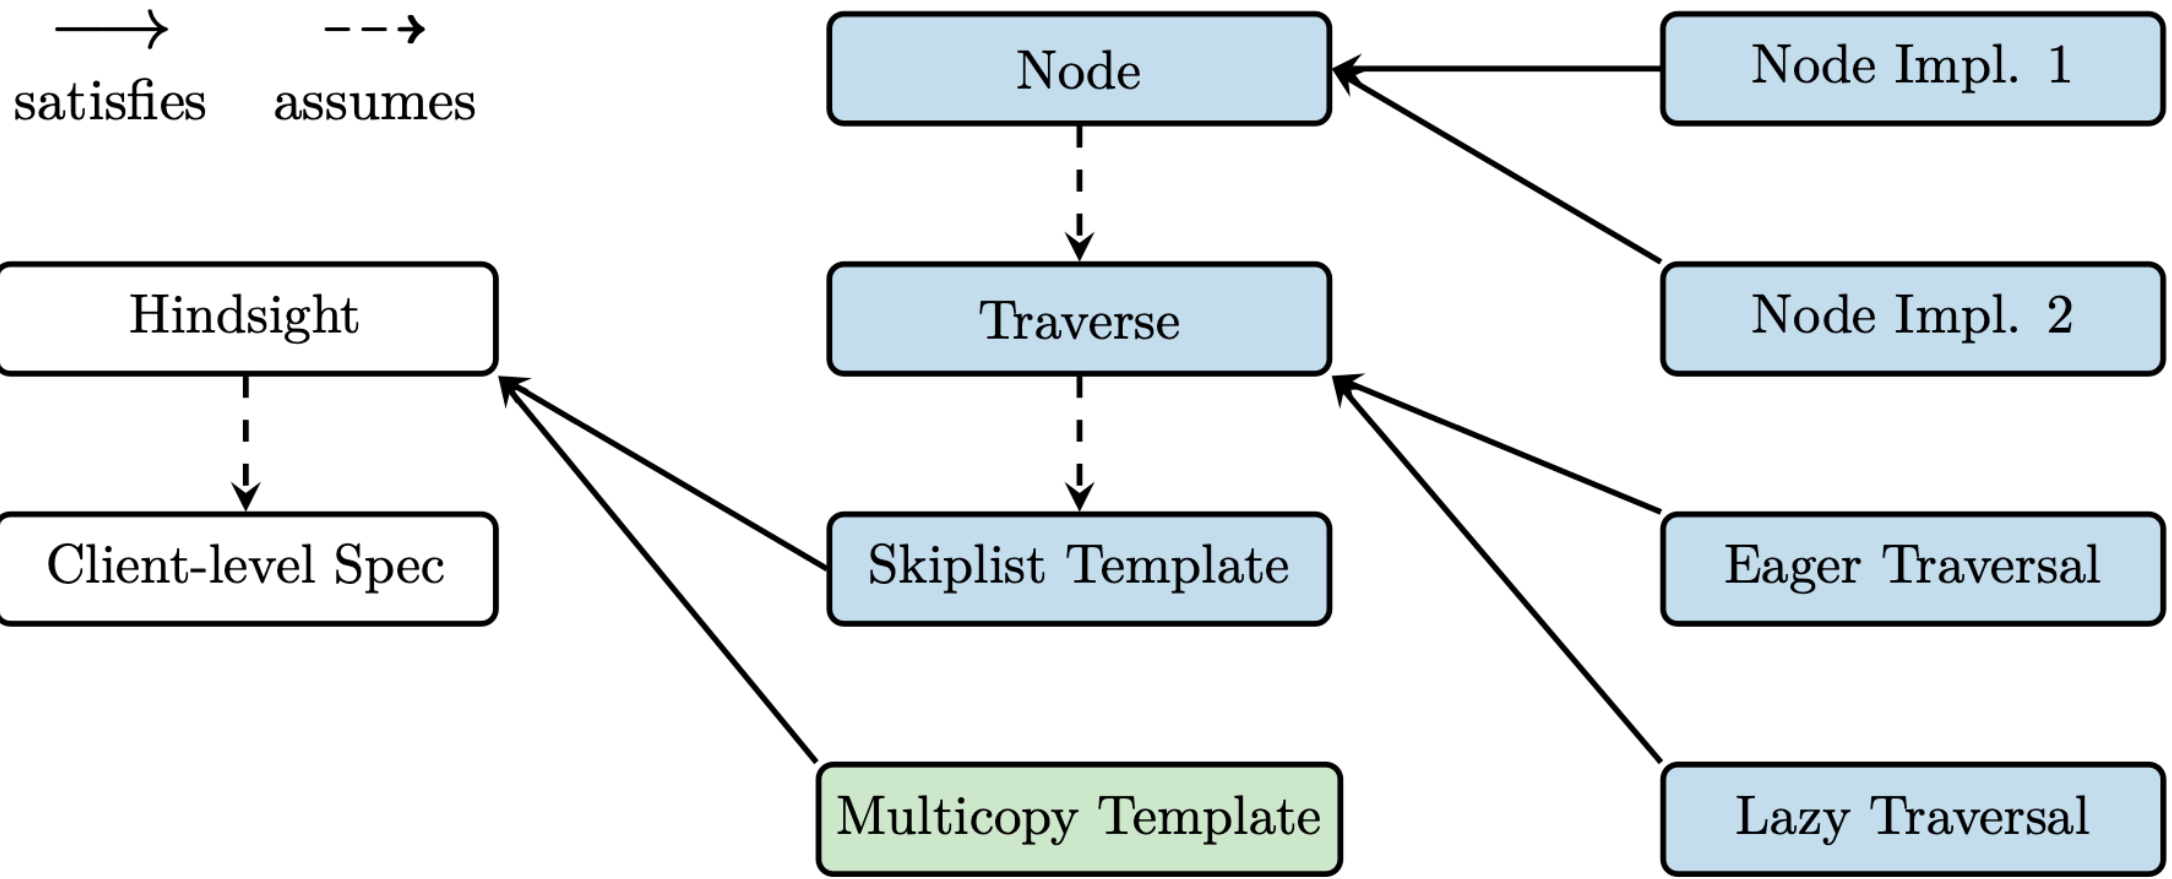 satisfies
assumes
Node
Node Impl. 1
Hindsight
Traverse
Node Impl. 2
Client-level Spec
Skiplist Template
Eager Traversal
Multicopy Template
Lazy Traversal